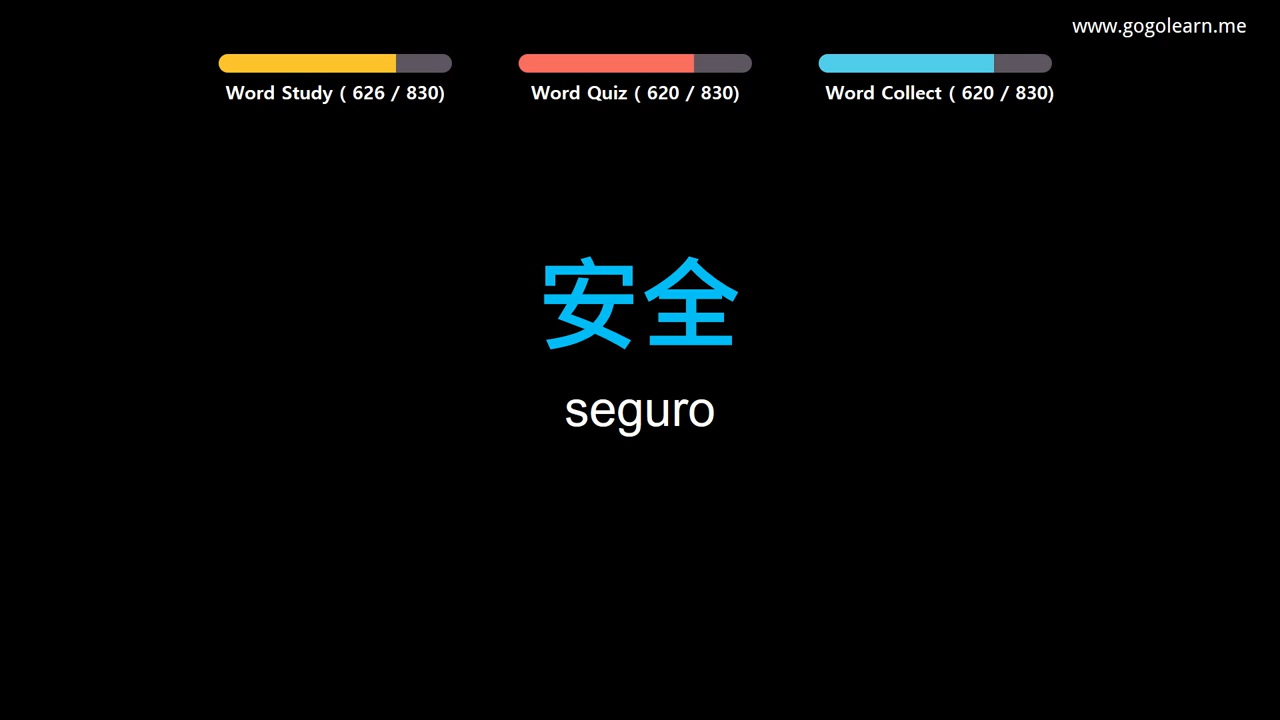 www.gogolearn.me
Word Study ( 626 / 830)
Word Quiz ( 620 / 830)
Word Collect ( 620 / 830)
安全
seguro